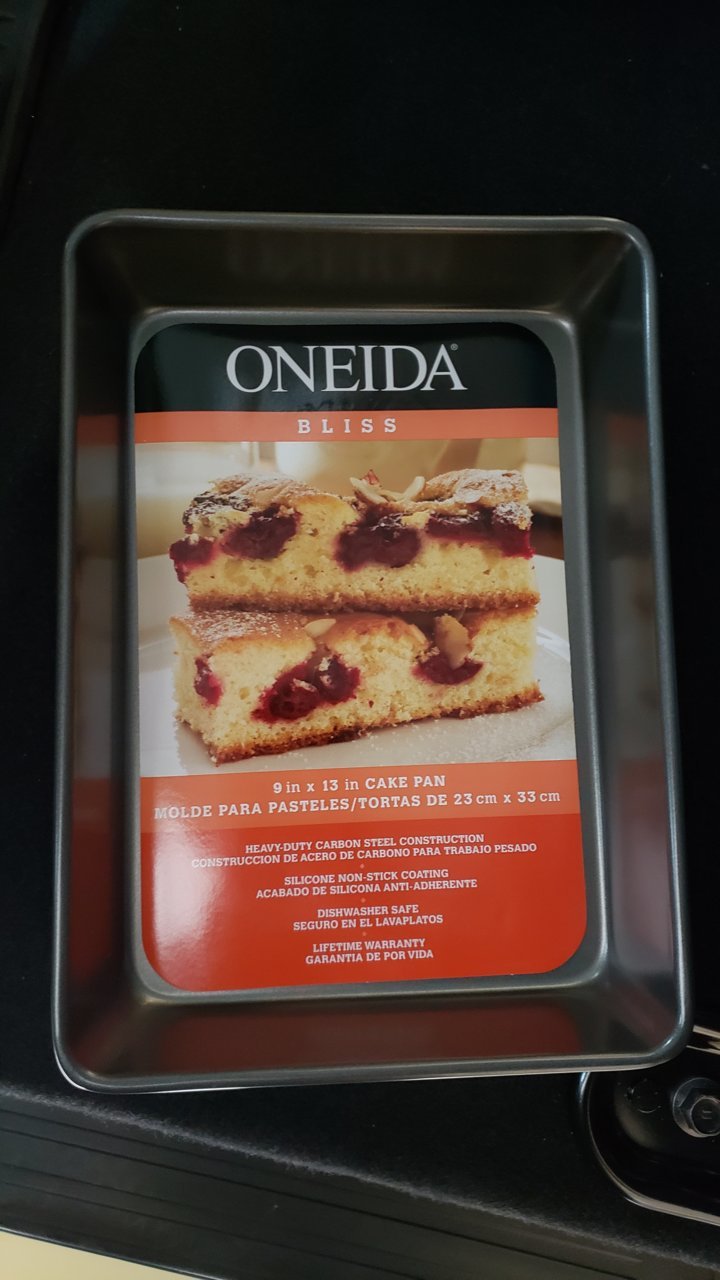 ONEIDA®
BLISS
9 in x 13 in CAKE PAN
MOLDE PARA PASTELES/TORTAS DE 23 cm x 33 cm
HEAVY-DUTY CARBON STEEL CONSTRUCTION
CONSTRUCCION DE ACERO DE CARBONO PARA TRABAJO PESADO
SILICONE NON-STICK COATING
ACABADO DE SILICONA ANTI-ADHERENTE
DISHWASHER SAFE
SEGURO EN EL LAVAPLATOS
LIFETIME WARRANTY
GARANTIA DE POR VIDA